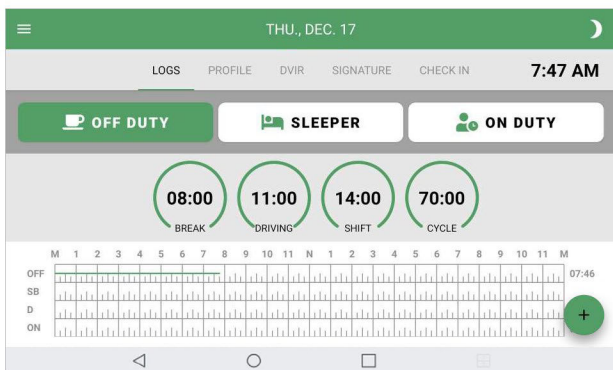 THU., DEC. 17
LOGS PROFILE DVIR SIGNATURE CHECK IN 7:47 AM
OFF DUTY SLEEPER ON DUTY
08:00 11:00 14:00 70:00
BREAK DRIVING SHIFT CYCLE
M 1 2 3 4 5 6 7 8 9 10 11 N 1 2 3 4 5 6 7 8 9 10 11 M
OFF 07:46
SB
D
ON
+